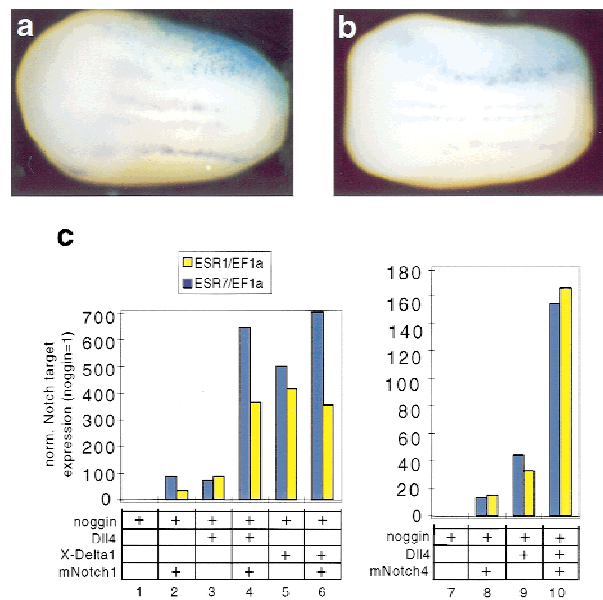 a
b
c
ESR1/EF1a
ESR7/EF1a
norm. Notch target
expression (noggin=1)
700
600
500
400
300
200
100
0
noggin + + + + + +
Dll4 + +
X-Delta1 + +
mNotch1 + + +
1 2 3 4 5 6
180
160
140
120
100
80
60
40
20
0
noggin + + + +
Dll4 + +
mNotch4 + +
7 8 9 10